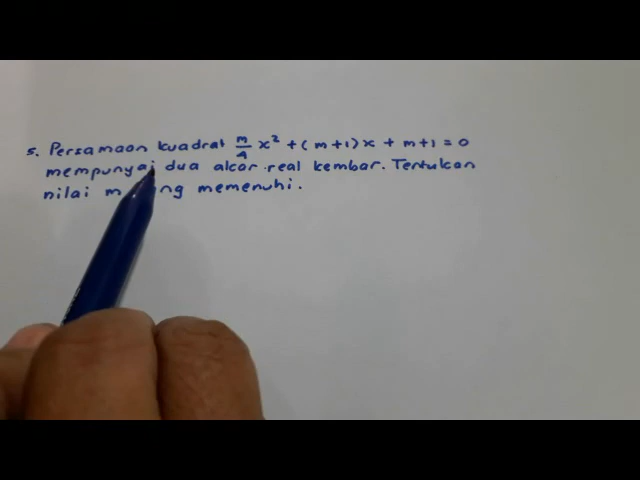 5. Persamaan kuadrat m/4 x² + (m+1)x + m+1 = 0
mempunyai dua akar real kembar. Tentukan
nilai m memenuhi.